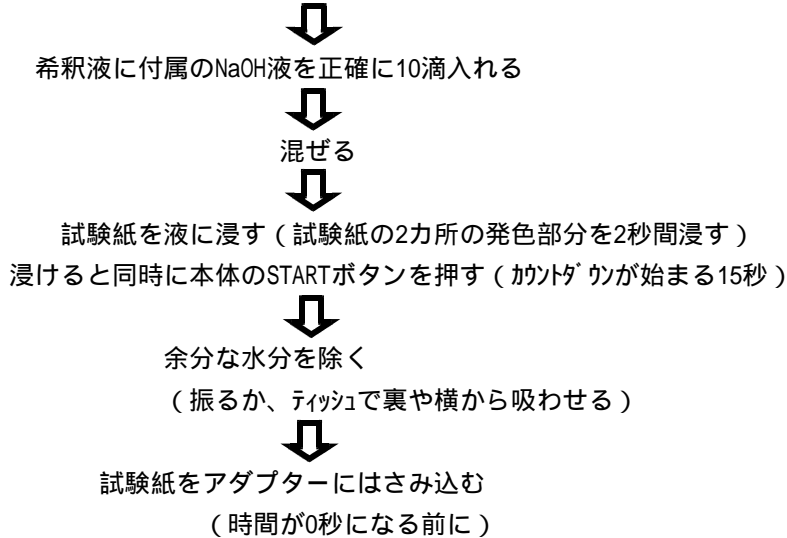 希釈液に付属のNaOH液を正確に10滴入れる
混ぜる
試験紙を液に浸す(試験紙の2カ所の発色部分を2秒間浸す)
浸けると同時に本体のSTARTボタンを押す(ｶｳﾝﾄﾀﾞｳﾝが始まる15秒)
余分な水分を除く
(振るか、ﾃｨｯｼｭで裏や横から吸わせる)
試験紙をアダプターにはさみ込む
(時間が0秒になる前に)